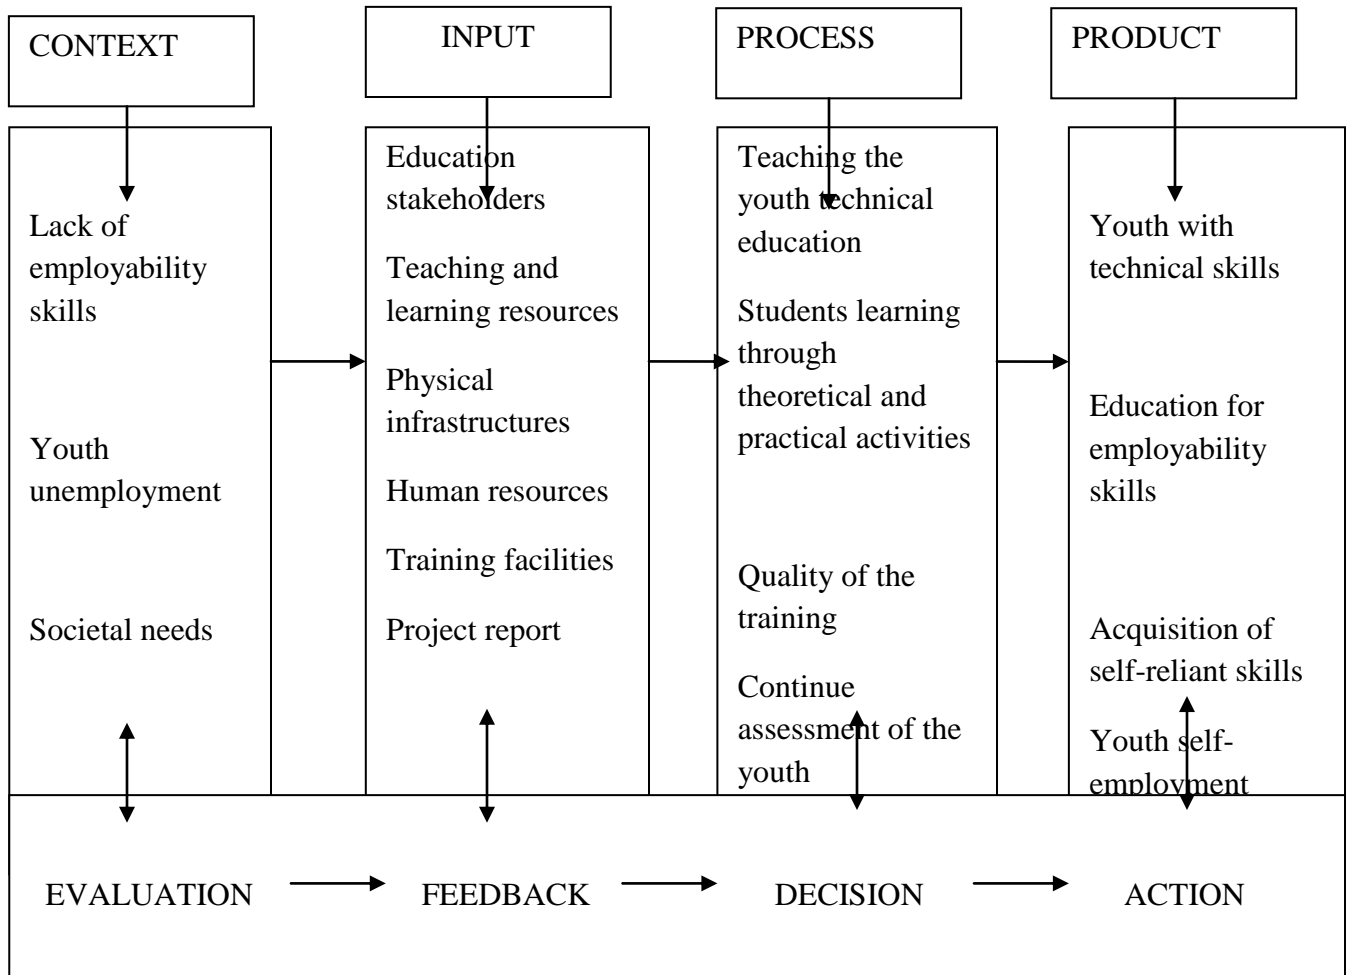 CONTEXT
INPUT
PROCESS
PRODUCT
Lack of
employability
skills
Youth
unemployment
Societal needs
Education
stakeholders
Teaching and
learning resources
Physical
infrastructures
Human resources
Training facilities
Project report
Teaching the
youth technical
education
Students learning
through
theoretical and
practical activities
Quality of the
training
Continue
assessment of the
youth
Youth with
technical skills
Education for
employability
skills
Acquisition of
self-reliant skills
Youth self-
employment
EVALUATION
FEEDBACK
DECISION
ACTION